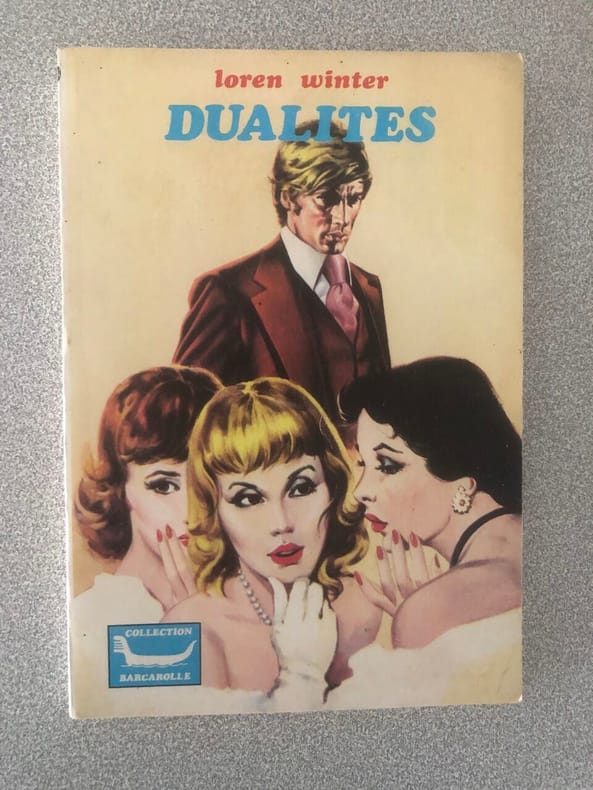 loren winter
DUALITES
COLLECTION
BARCAROLLE